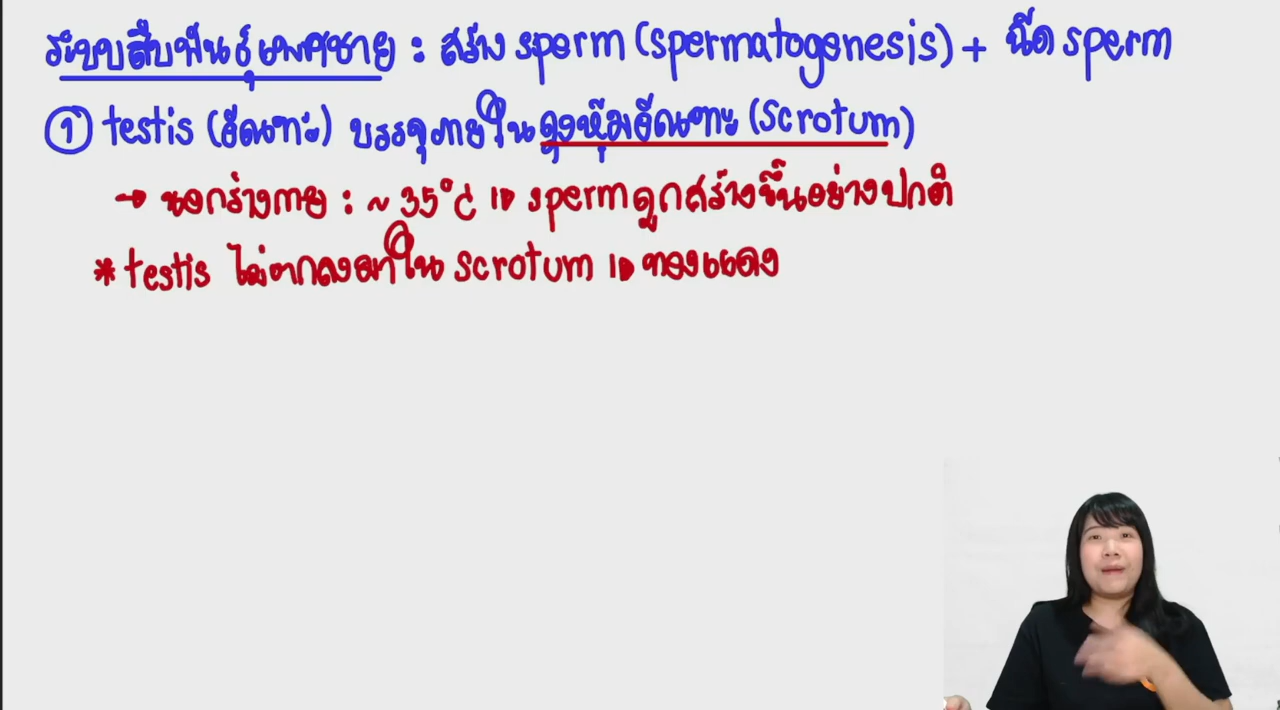 ระบบสืบพันธุ์เพศชาย : สร้าง sperm (spermatogenesis) + ฉีด sperm
① testis (อัณฑะ) บรรจุภายใน ถุงหุ้มอัณฑะ (Scrotum)
→ นอกร่างกาย : ~ 35°C ⇒ sperm ถูกสร้างขึ้นอย่างปกติ
* testis ไม่ตกลงมาใน scrotum ⇒ ทองแดง